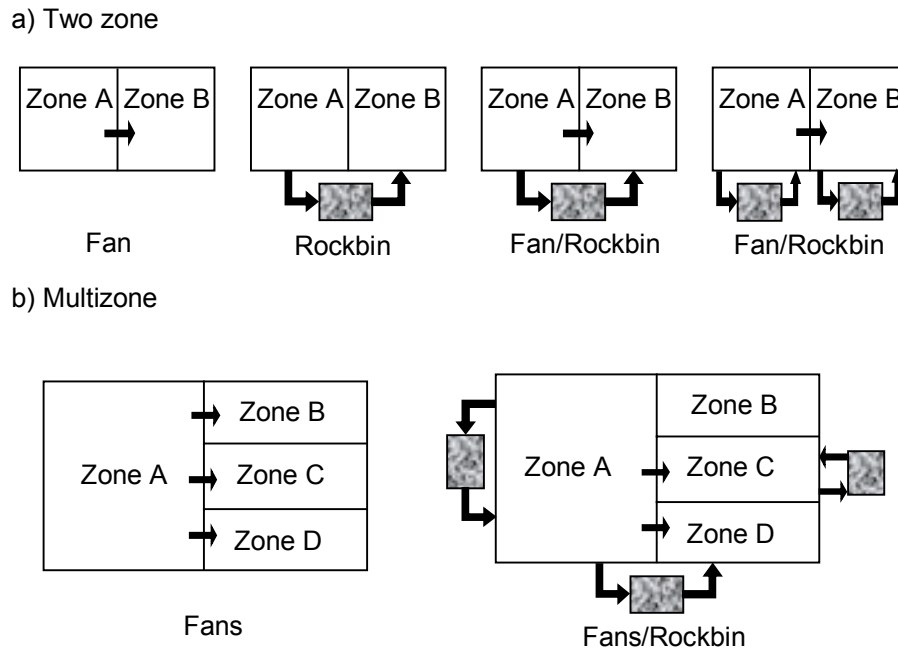 a) Two zone
Zone A Zone B
Zone A Zone B
Zone A Zone B
Zone A Zone B
Fan
Rockbin
Fan/Rockbin
Fan/Rockbin
b) Multizone
Zone A
Zone B
Zone C
Zone D
Fans
Zone A
Zone B
Zone C
Zone D
Fans/Rockbin